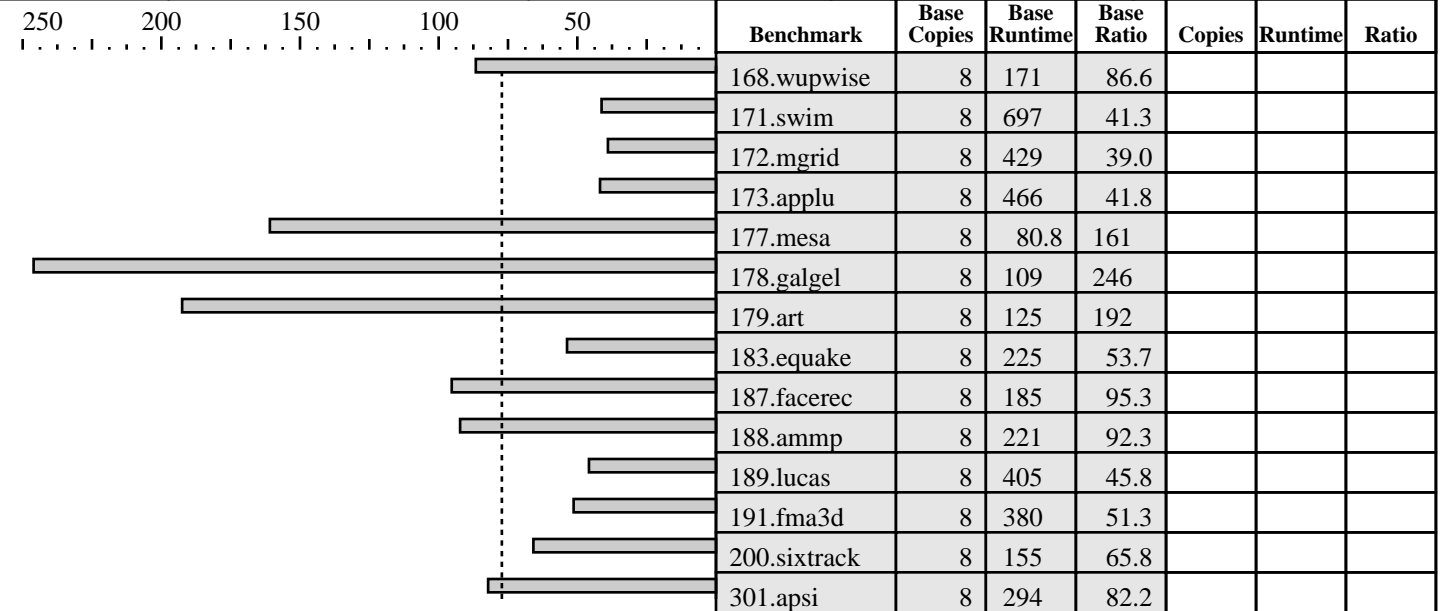 250 200 150 100 50
Benchmark Base Copies Base Runtime Base Ratio Copies Runtime Ratio
168.wupwise 8 171 86.6
171.swim 8 697 41.3
172.mgrid 8 429 39.0
173.applu 8 466 41.8
177.mesa 8 80.8 161
178.galgel 8 109 246
179.art 8 125 192
183.equake 8 225 53.7
187.facerec 8 185 95.3
188.ammp 8 221 92.3
189.lucas 8 405 45.8
191.fma3d 8 380 51.3
200.sixtrack 8 155 65.8
301.apsi 8 294 82.2